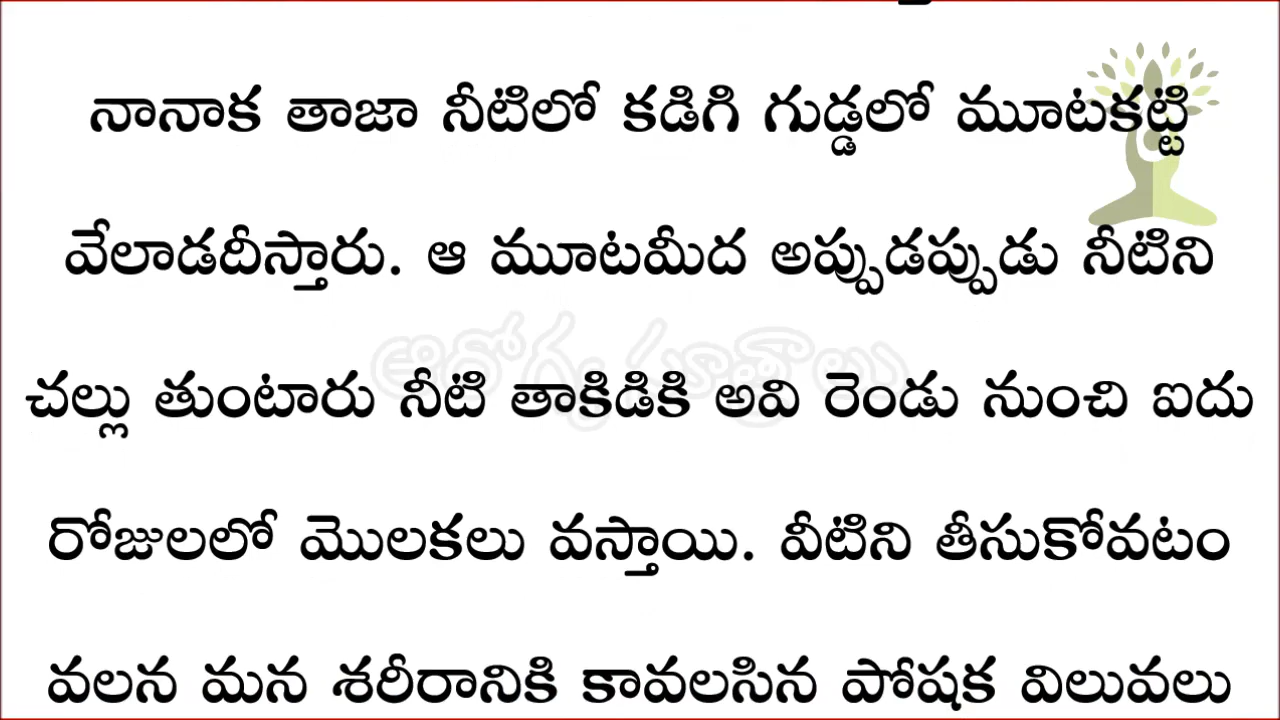 నానాక తాజా నీటిలో కడిగి గుడ్డలో మూటకట్టి
వేలాడదీస్తారు. ఆ మూటమీద అప్పుడప్పుడు నీటిని
ఆరోగ్య సూత్రాలు
చల్లు తుంటారు నీటి తాకిడికి అవి రెండు నుంచి ఐదు
రోజులలో మొలకలు వస్తాయి. వీటిని తీసుకోవటం
వలన మన శరీరానికి కావలసిన పోషక విలువలు